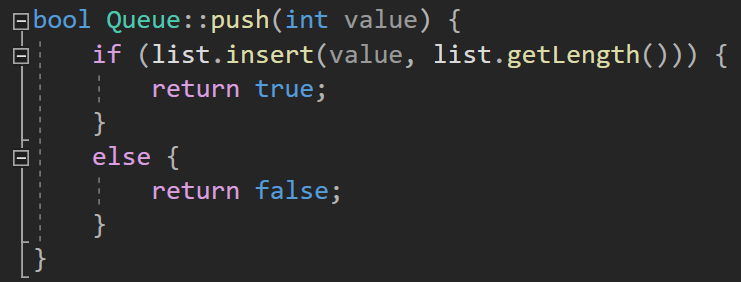 bool Queue::push(int value) {
    if (list.insert(value, list.getLength())) {
        return true;
    }
    else {
        return false;
    }
}